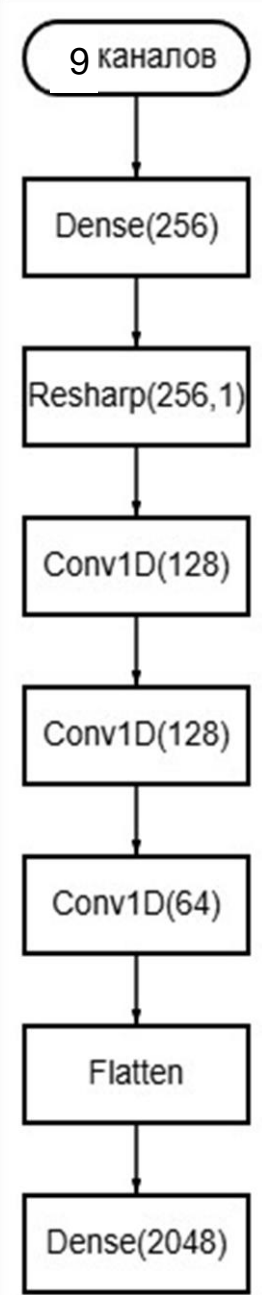 9 каналов
Dense(256)
Resharp(256,1)
Conv1D(128)
Conv1D(128)
Conv1D(64)
Flatten
Dense(2048)